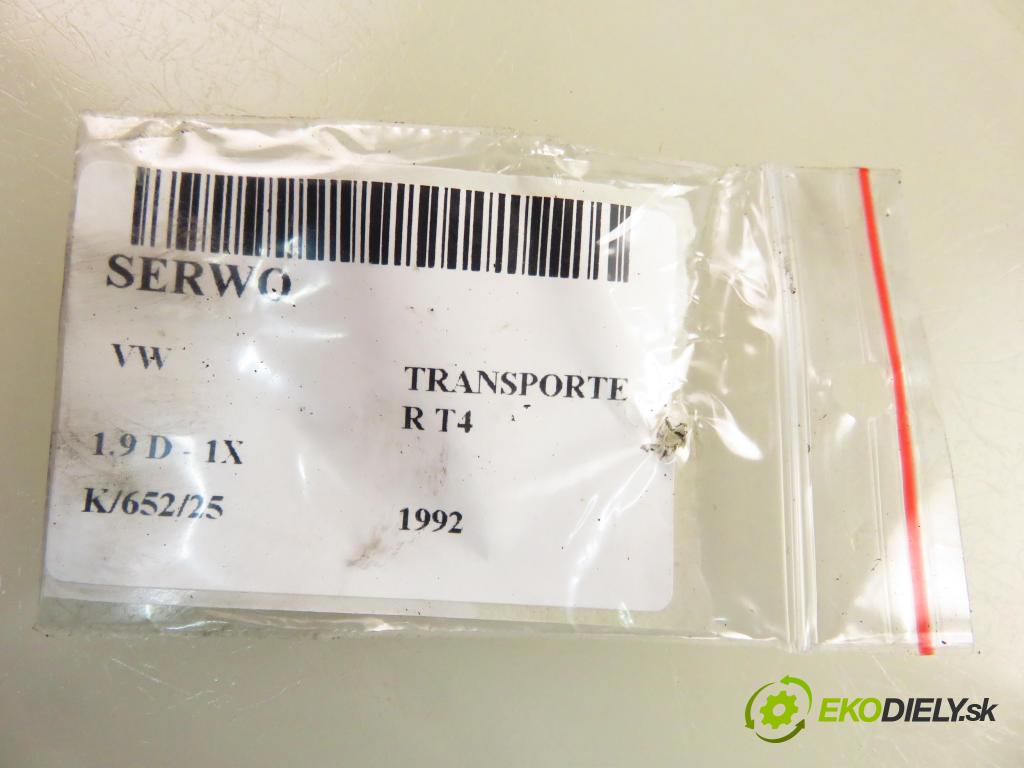 SERWO
VW
TRANSPORTE
R T4
1.9 D - 1X
K/652/25
1992
EKODIELY.sk